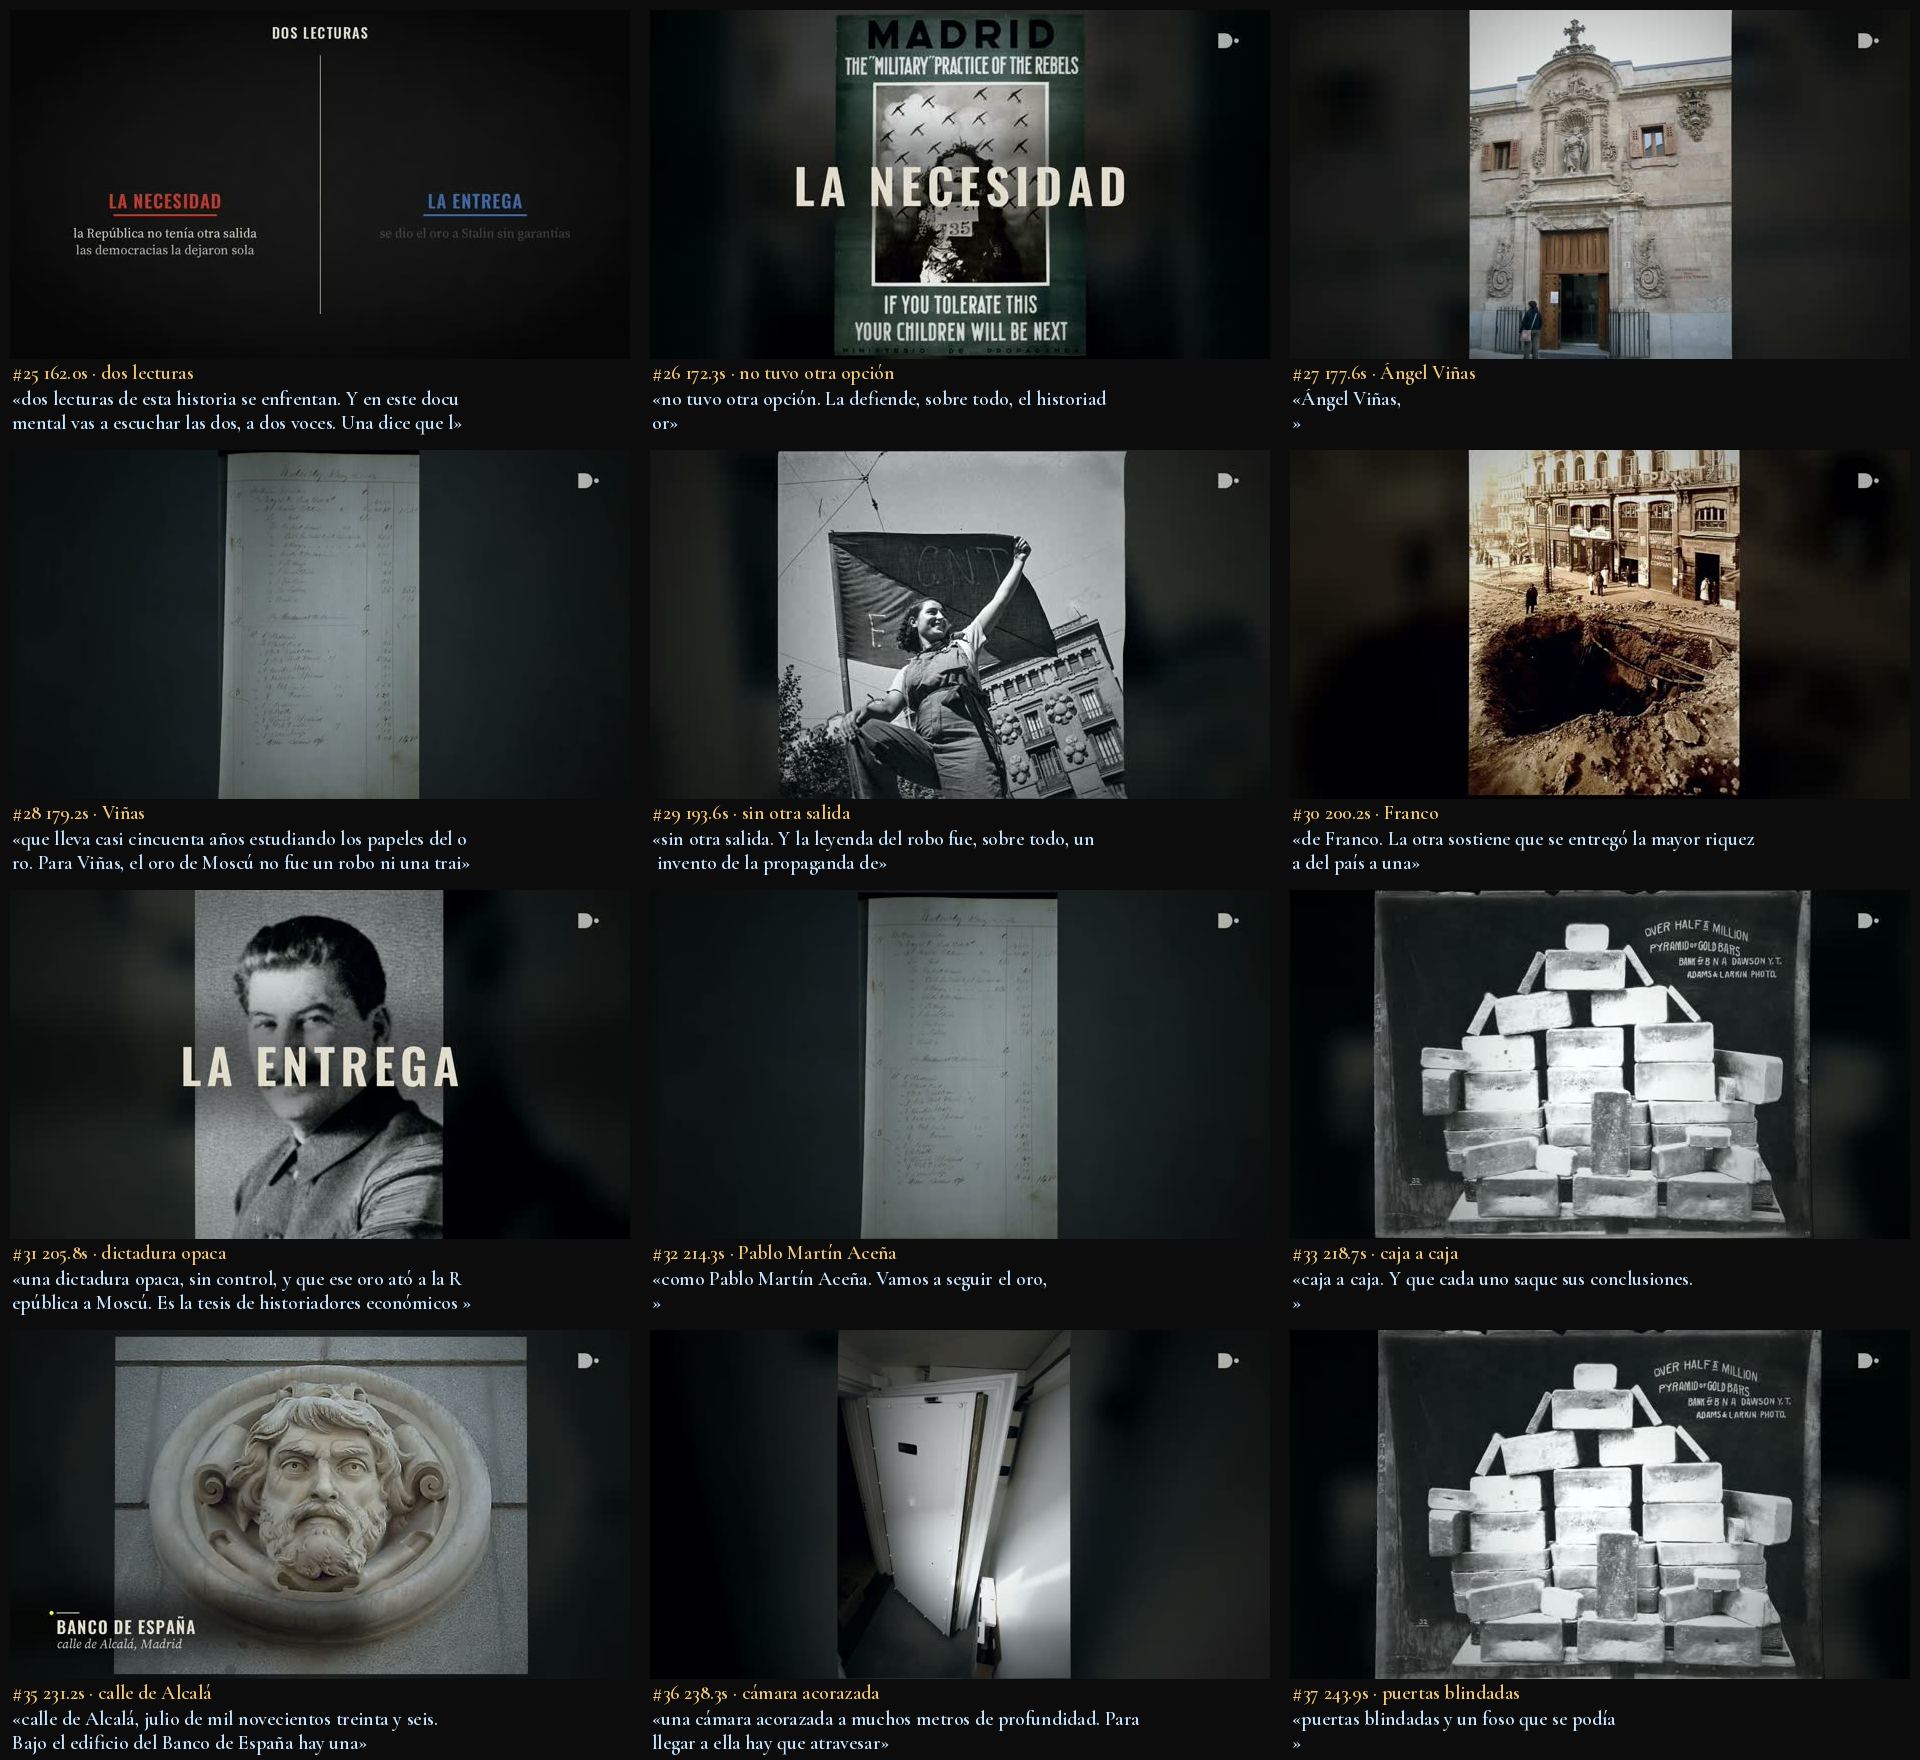 DOS LECTURAS
LA NECESIDAD
la República no tenía otra salida
las democracias la dejaron sola
LA ENTREGA
se dio el oro a Stalin sin garantías
#25 162.0s · dos lecturas
«dos lecturas de esta historia se enfrentan. Y en este docu
mental vas a escuchar las dos, a dos voces. Una dice que l»
MADRID
THE "MILITARY" PRACTICE OF THE REBELS
LA NECESIDAD
IF YOU TOLERATE THIS
YOUR CHILDREN WILL BE NEXT
MINISTERIO DE PROPAGANDA
#26 172.3s · no tuvo otra opción
«no tuvo otra opción. La defiende, sobre todo, el historiad
or»
#27 177.6s · Ángel Viñas
«Ángel Viñas,
»
#28 179.2s · Viñas
«que lleva casi cincuenta años estudiando los papeles del o
ro. Para Viñas, el oro de Moscú no fue un robo ni una trai»
C.N.T
F
#29 193.6s · sin otra salida
«sin otra salida. Y la leyenda del robo fue, sobre todo, un
invento de la propaganda de»
#30 200.2s · Franco
«de Franco. La otra sostiene que se entregó la mayor riquez
a del país a una»
LA ENTREGA
#31 205.8s · dictadura opaca
«una dictadura opaca, sin control, y que ese oro ató a la R
epública a Moscú. Es la tesis de historiadores económicos »
#32 214.3s · Pablo Martín Aceña
«como Pablo Martín Aceña. Vamos a seguir el oro,
»
OVER HALF A MILLION
PYRAMID OF GOLD BARS
BANK OF B N A DAWSON Y.T.
ADAMS & LARKIN PHOTO.
#33 218.7s · caja a caja
«caja a caja. Y que cada uno saque sus conclusiones.
»
BANCO DE ESPAÑA
calle de Alcalá, Madrid
#35 231.2s · calle de Alcalá
«calle de Alcalá, julio de mil novecientos treinta y seis.
Bajo el edificio del Banco de España hay una»
#36 238.3s · cámara acorazada
«una cámara acorazada a muchos metros de profundidad. Para
llegar a ella hay que atravesar»
OVER HALF A MILLION
PYRAMID OF GOLD BARS
BANK OF B N A DAWSON Y.T.
ADAMS & LARKIN PHOTO.
#37 243.9s · puertas blindadas
«puertas blindadas y un foso que se podía
»